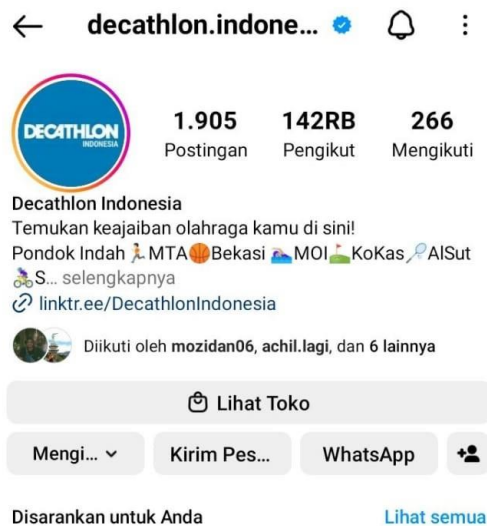 decathlon.indone...
DECATHLON
INDONESIA
1.905 142RB 266
Postingan Pengikut Mengikuti
Decathlon Indonesia
Temukan keajaiban olahraga kamu di sini!
Pondok Indah🏃MTA🏀Bekasi🏊MOI⛳KoKas🏸AlSut
🚴S... selengkapnya
linktr.ee/DecathlonIndonesia
Diikuti oleh mozidan06, achil.lagi, dan 6 lainnya
Lihat Toko
Mengi... Kirim Pes... WhatsApp
Disarankan untuk Anda Lihat semua